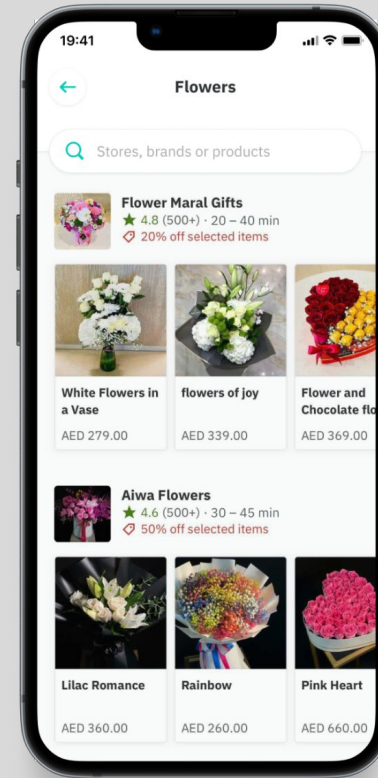 19:41
Flowers
Stores, brands or products
Flower Maral Gifts
4.8 (500+) · 20 – 40 min
20% off selected items
White Flowers in
a Vase
AED 279.00
flowers of joy
AED 339.00
Flower and
Chocolate flo
AED 369.00
Aiwa Flowers
4.6 (500+) · 30 – 45 min
50% off selected items
Lilac Romance
AED 360.00
Rainbow
AED 260.00
Pink Heart
AED 660.00